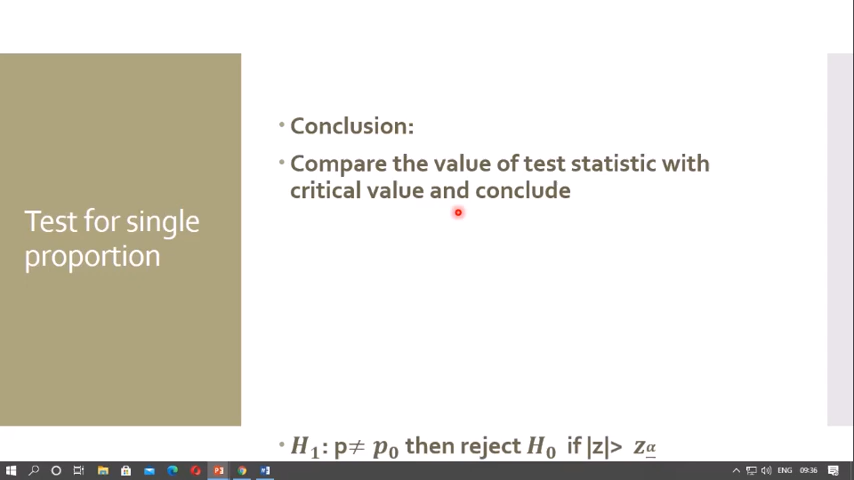 Test for single
proportion
• Conclusion:
• Compare the value of test statistic with
critical value and conclude
• H₁: p≠ p₀ then reject H₀ if |z|> z_α
ENG
09:36